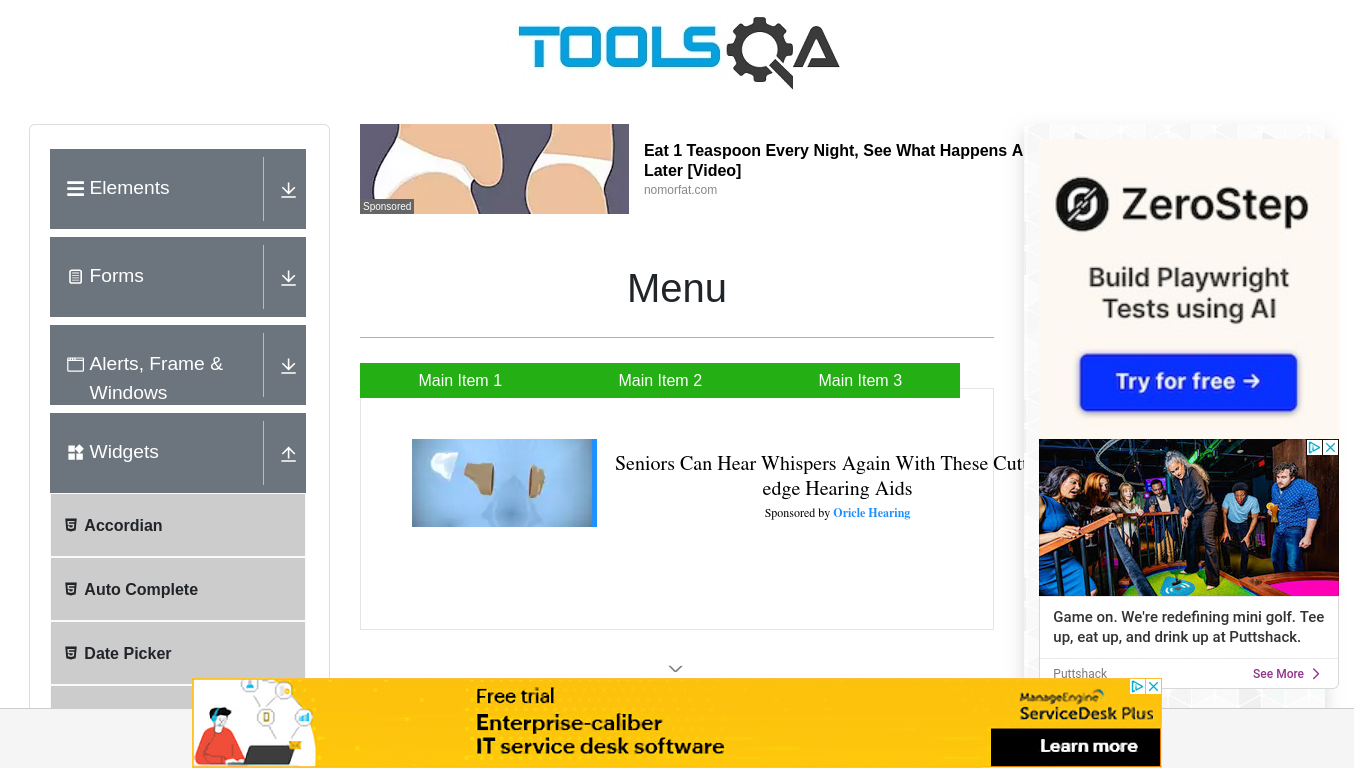 TOOLSQA
Elements
Forms
Alerts, Frame &
Windows
Widgets
Accordian
Auto Complete
Date Picker
Sponsored
Eat 1 Teaspoon Every Night, See What Happens A
Later [Video]
nomorfat.com
Menu
Main Item 1
Main Item 2
Main Item 3
Seniors Can Hear Whispers Again With These Cutt
edge Hearing Aids
Sponsored by Oricle Hearing
ZeroStep
Build Playwright
Tests using AI
Try for free →
Game on. We're redefining mini golf. Tee
up, eat up, and drink up at Puttshack.
Puttshack
See More
Free trial
Enterprise-caliber
IT service desk software
ManageEngine
ServiceDesk Plus
Learn more